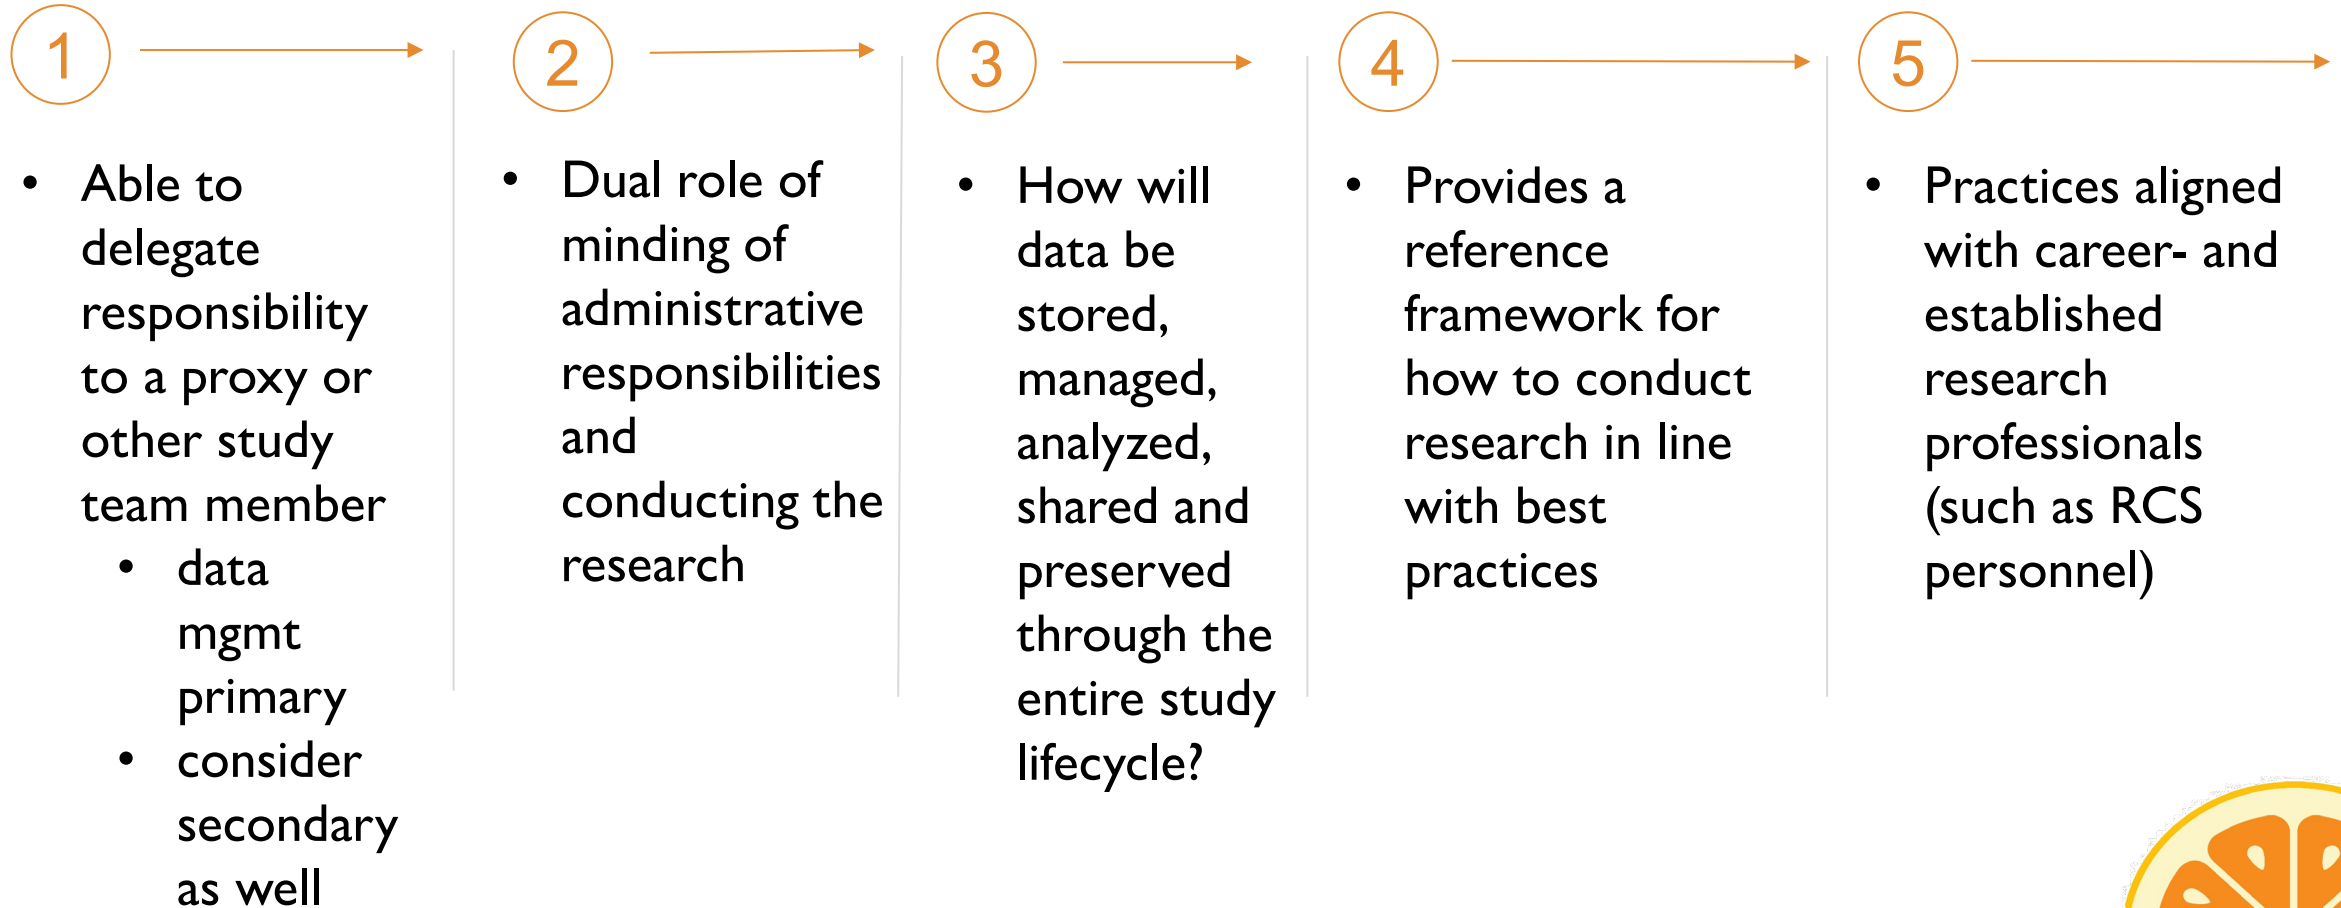 1
• Able to
delegate
responsibility
to a proxy or
other study
team member
• data
mgmt
primary
• consider
secondary
as well
2
• Dual role of
minding of
administrative
responsibilities
and
conducting the
research
3
• How will
data be
stored,
managed,
analyzed,
shared and
preserved
through the
entire study
lifecycle?
4
• Provides a
reference
framework for
how to conduct
research in line
with best
practices
5
• Practices aligned
with career- and
established
research
professionals
(such as RCS
personnel)